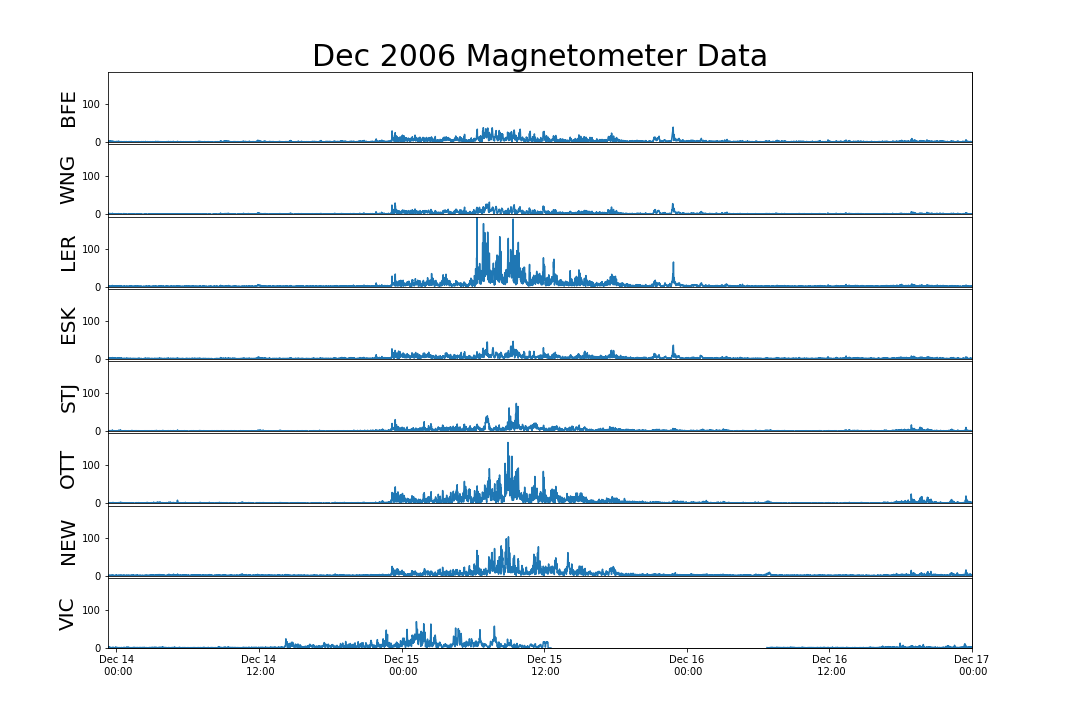 Dec 2006 Magnetometer Data
BFE
100
0
WNG
100
0
LER
100
0
ESK
100
0
STJ
100
0
OTT
100
0
NEW
100
0
VIC
100
0
Dec 14 Dec 14 Dec 15 Dec 15 Dec 16 Dec 16 Dec 17
00:00 12:00 00:00 12:00 00:00 12:00 00:00